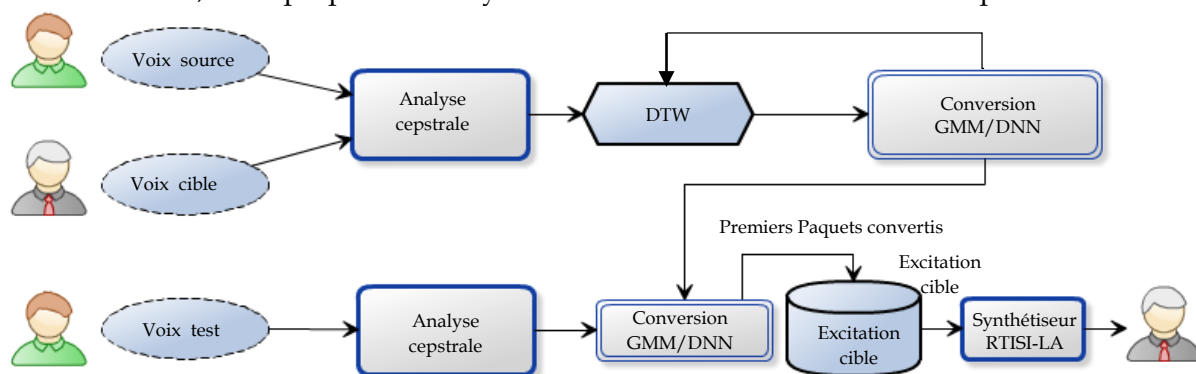 Voix source
Analyse
cepstrale
DTW
Conversion
GMM/DNN
Voix cible
Premiers Paquets convertis
Excitation
cible
Voix test
Analyse
cepstrale
Conversion
GMM/DNN
Excitation
cible
Synthétiseur
RTISI-LA